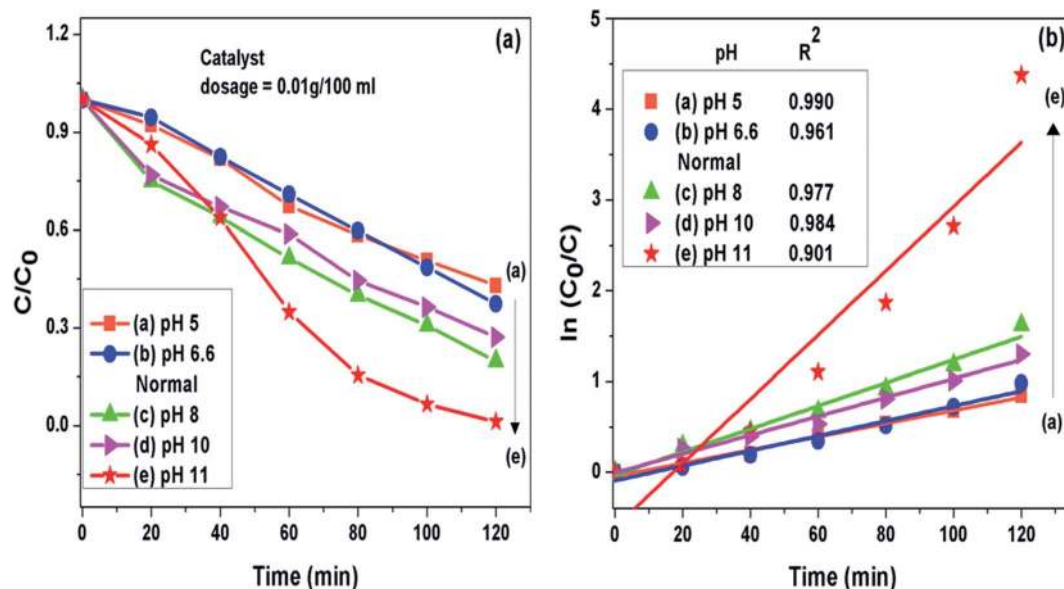 (a)
Catalyst
dosage = 0.01g/100 ml
1.2
0.9
0.6
0.3
0.0
C/C0
(a)
(e)
(a) pH 5
(b) pH 6.6
Normal
(c) pH 8
(d) pH 10
(e) pH 11
0 20 40 60 80 100 120
Time (min)
(b)
pH R2
(a) pH 5 0.990
(b) pH 6.6 0.961
Normal
(c) pH 8 0.977
(d) pH 10 0.984
(e) pH 11 0.901
5
4
3
2
1
0
ln (C0/C)
(e)
(a)
0 20 40 60 80 100 120
Time (min)